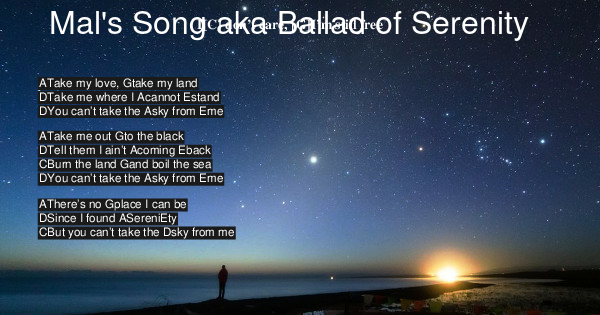 Mal's Song aka Ballad of Serenity
ATake my love, Gtake my land
DTake me where I Acannot Estand
DYou can't take the Asky from Eme
ATake me out Gto the black
DTell them I ain't Acoming Eback
CBurn the land Gand boil the sea
DYou can't take the Asky from Eme
AThere's no Gplace I can be
DSince I found ASereniEty
CBut you can't take the Dsky from me